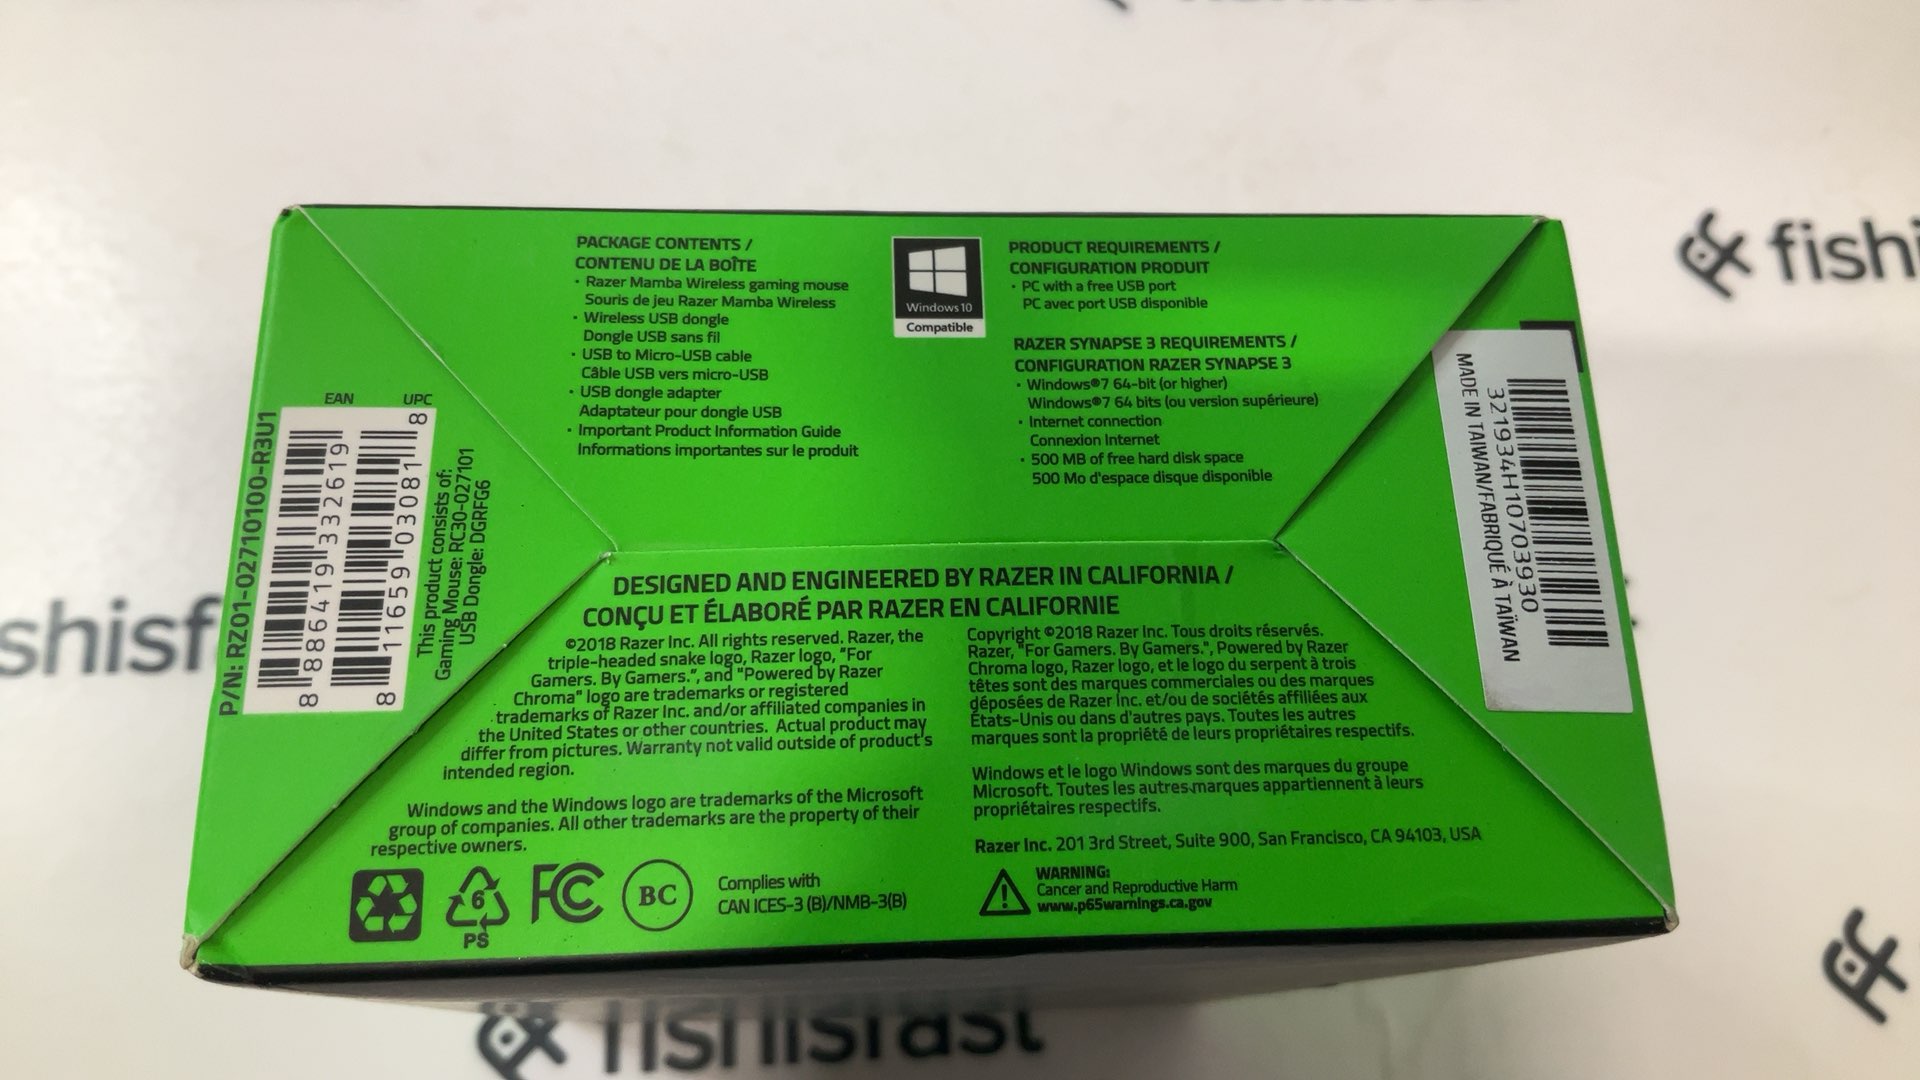 PACKAGE CONTENTS /
CONTENU DE LA BOÎTE
· Razer Mamba Wireless gaming mouse
Souris de jeu Razer Mamba Wireless
· Wireless USB dongle
Dongle USB sans fil
· USB to Micro-USB cable
Câble USB vers micro-USB
· USB dongle adapter
Adaptateur pour dongle USB
· Important Product Information Guide
Informations importantes sur le produit
Windows 10
Compatible
PRODUCT REQUIREMENTS /
CONFIGURATION PRODUIT
· PC with a free USB port
PC avec port USB disponible
RAZER SYNAPSE 3 REQUIREMENTS /
CONFIGURATION RAZER SYNAPSE 3
· Windows®7 64-bit (or higher)
Windows®7 64 bits (ou version supérieure)
· Internet connection
Connexion Internet
· 500 MB of free hard disk space
500 Mo d'espace disque disponible
P/N: RZ01-02710100-R3U1
EAN
8 886419 332619
UPC
8 11659 03081 8
This product consists of:
Gaming Mouse: RC30-027101
USB Dongle: DGRFG6
321934H10703930
MADE IN TAIWAN/FABRIQUÉ À TAÏWAN
DESIGNED AND ENGINEERED BY RAZER IN CALIFORNIA /
CONÇU ET ÉLABORÉ PAR RAZER EN CALIFORNIE
©2018 Razer Inc. All rights reserved. Razer, the
triple-headed snake logo, Razer logo, "For
Gamers. By Gamers.", and "Powered by Razer
Chroma" logo are trademarks or registered
trademarks of Razer Inc. and/or affiliated companies in
the United States or other countries. Actual product may
differ from pictures. Warranty not valid outside of product's
intended region.
Windows and the Windows logo are trademarks of the Microsoft
group of companies. All other trademarks are the property of their
respective owners.
Copyright ©2018 Razer Inc. Tous droits réservés.
Razer, "For Gamers. By Gamers.", Powered by Razer
Chroma logo, Razer logo, et le logo du serpent à trois
têtes sont des marques commerciales ou des marques
déposées de Razer Inc. et/ou de sociétés affiliées aux
États-Unis ou dans d'autres pays. Toutes les autres
marques sont la propriété de leurs propriétaires respectifs.
Windows et le logo Windows sont des marques du groupe
Microsoft. Toutes les autres marques appartiennent à leurs
propriétaires respectifs.
Razer Inc. 201 3rd Street, Suite 900, San Francisco, CA 94103, USA
6
PS
FC
BC
Complies with
CAN ICES-3 (B)/NMB-3(B)
WARNING:
Cancer and Reproductive Harm
www.p65warnings.ca.gov
fishi
shisf
fishisfast